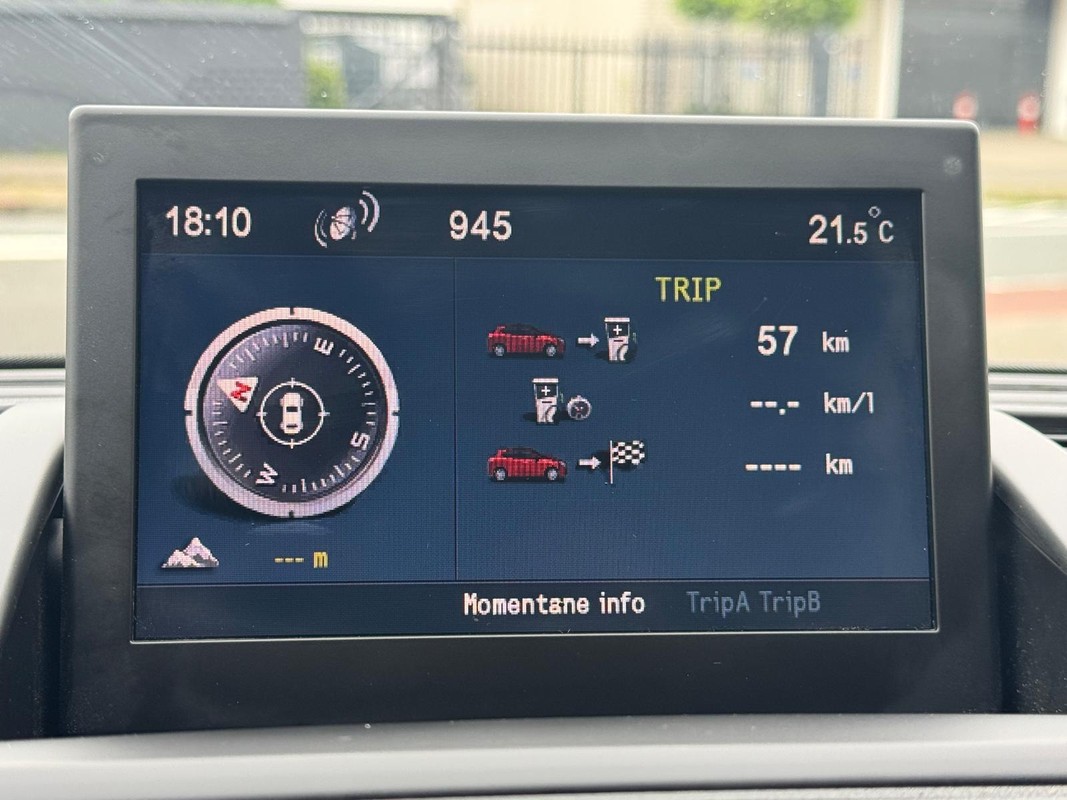 18:10 945 21.5°C
TRIP
57 km
E
N
--.- km/l
S
---- km
W
--- m
Momentane info TripA TripB